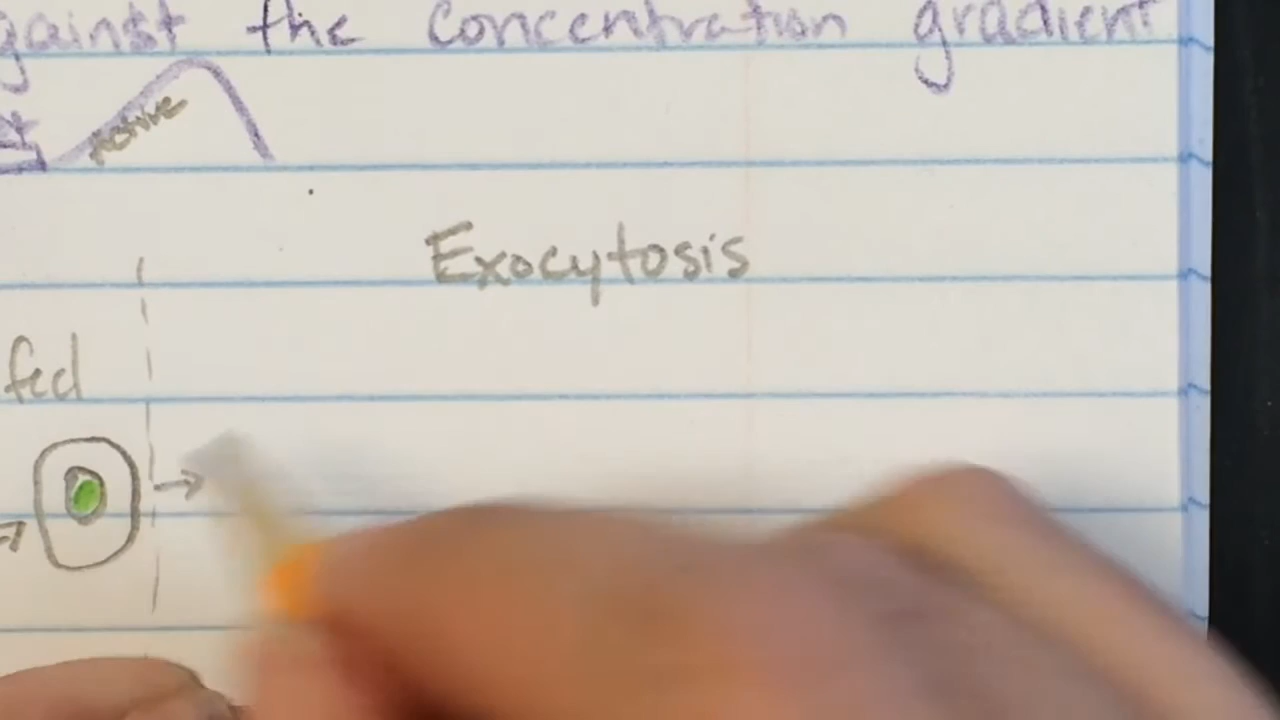 against the concentration gradient
Active
Exocytosis
fed